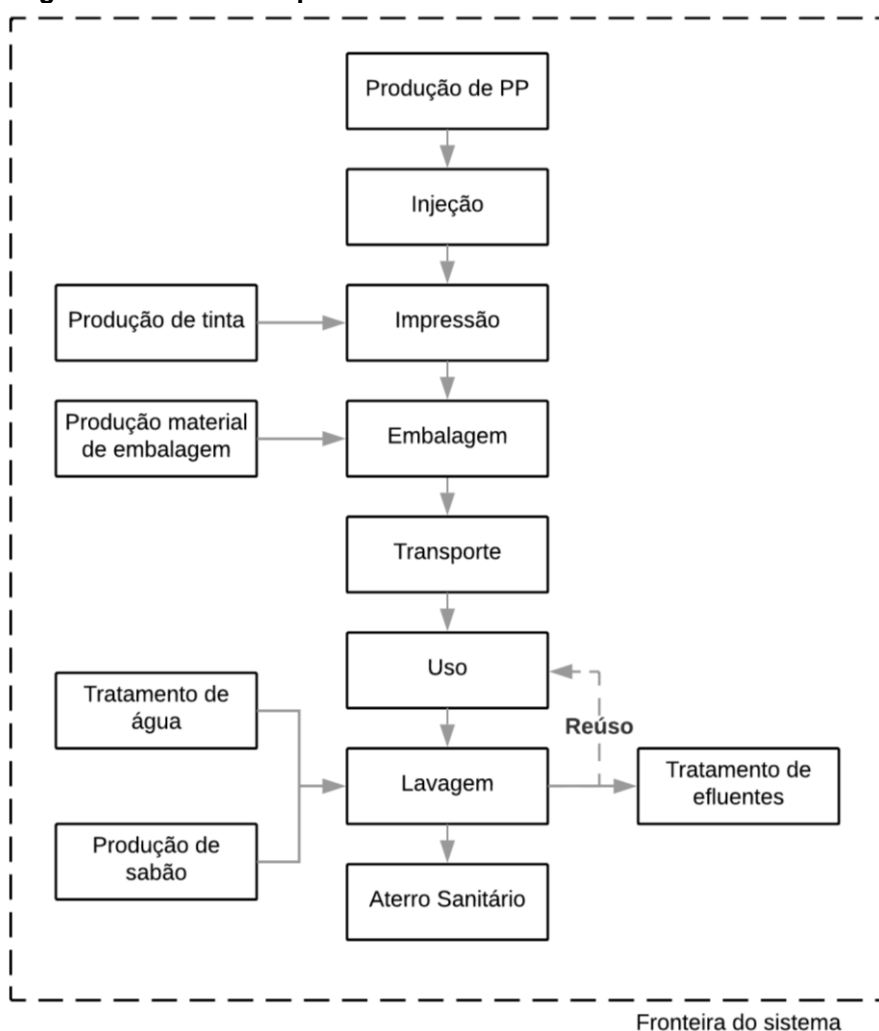 Produção de PP
Injeção
Produção de tinta
Impressão
Produção material
de embalagem
Embalagem
Transporte
Uso
Tratamento de
água
Reúso
Lavagem
Tratamento de
efluentes
Produção de
sabão
Aterro Sanitário
Fronteira do sistema